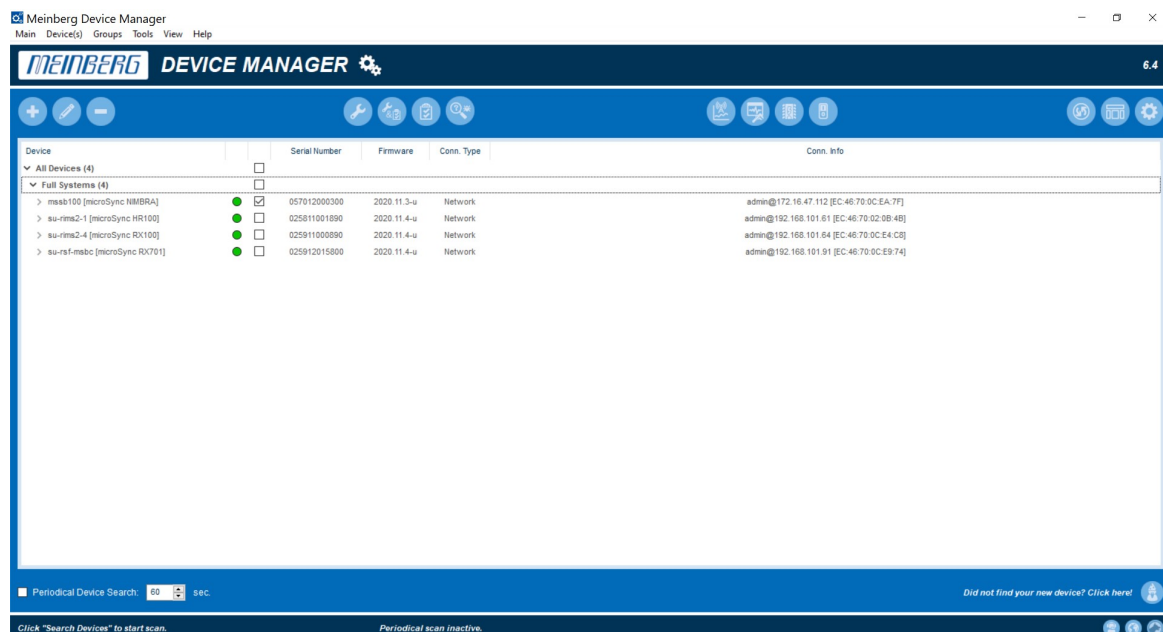 Meinberg Device Manager
Main Device(s) Groups Tools View Help
MEINBERG DEVICE MANAGER 6.4
Device Serial Number Firmware Conn. Type Conn. Info
All Devices (4)
Full Systems (4)
mssb100 [microSync NIMBRA] 057012000300 2020.11.3-u Network admin@172.16.47.112 [EC:46:70:0C:EA:7F]
su-rims2-1 [microSync HR100] 025811001890 2020.11.4-u Network admin@192.168.101.61 [EC:46:70:02:0B:4B]
su-rims2-4 [microSync RX100] 025911000890 2020.11.4-u Network admin@192.168.101.64 [EC:46:70:0C:E4:C8]
su-rsf-msbc [microSync RX701] 025912015800 2020.11.4-u Network admin@192.168.101.91 [EC:46:70:0C:E9:74]
Periodical Device Search: 60 sec. Did not find your new device? Click here!
Click "Search Devices" to start scan. Periodical scan inactive.